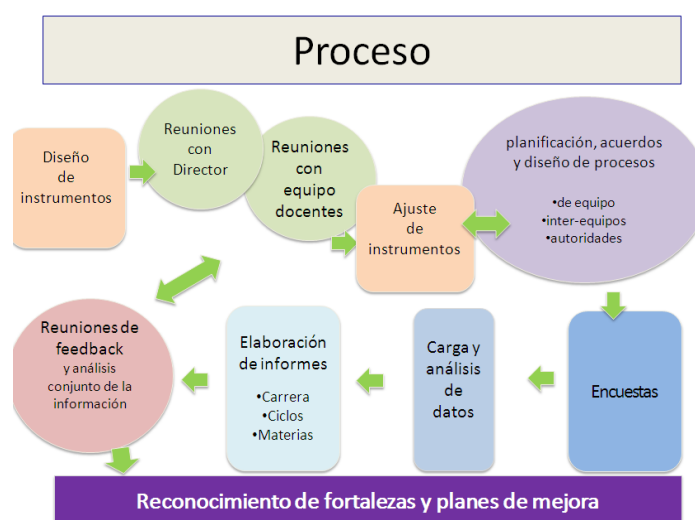 Proceso
Diseño
de
instrumentos
Reuniones
con
Director
Reuniones
con
equipo
docentes
Ajuste
de
instrumentos
planificación, acuerdos
y diseño de procesos
•de equipo
•inter-equipos
•autoridades
Encuestas
Carga y
análisis
de
datos
Elaboración
de informes
•Carrera
•Ciclos
•Materias
Reuniones de
feedback
y análisis
conjunto de la
información
Reconocimiento de fortalezas y planes de mejora